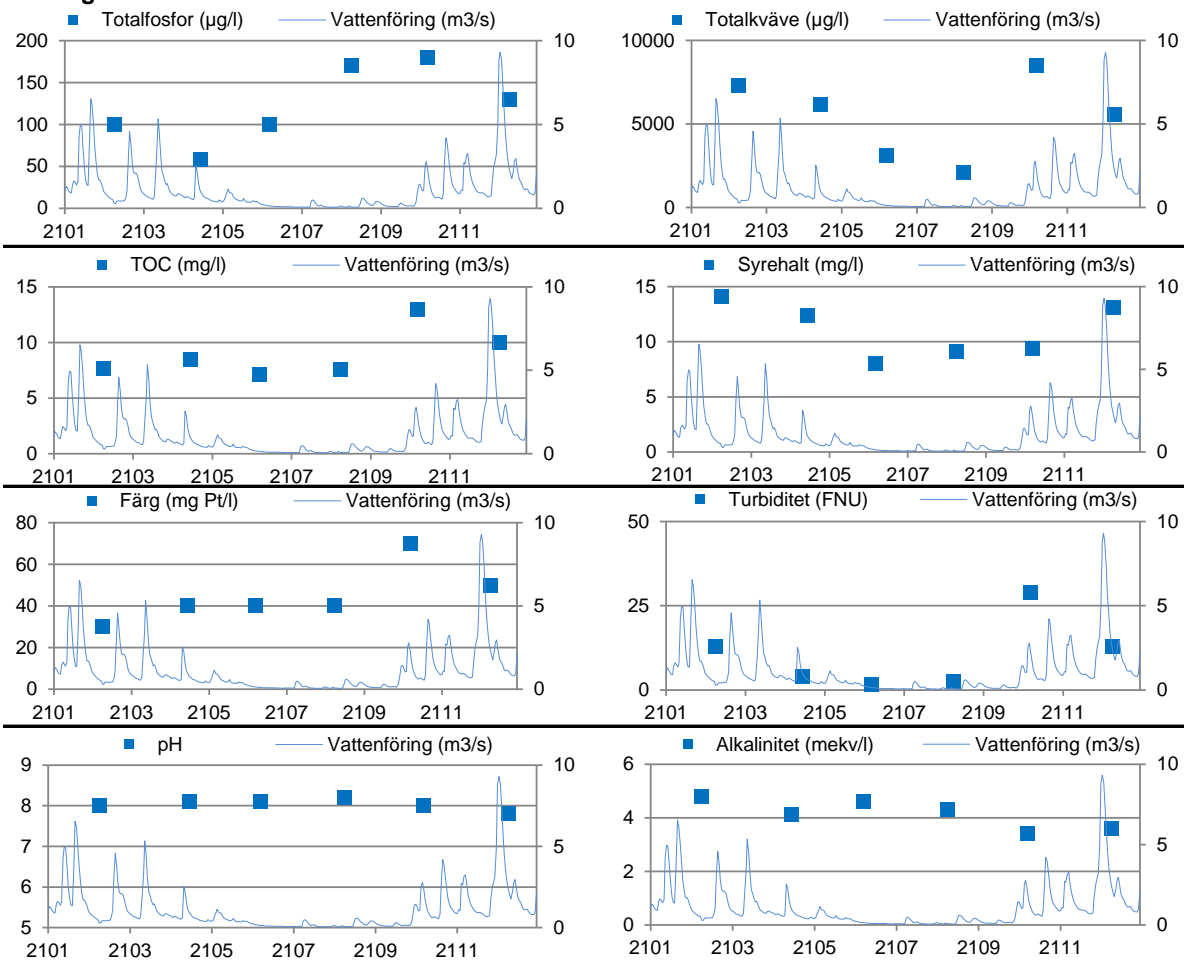 Totalfosfor (µg/l) Vattenföring (m3/s)
200 10
150
100 5
50
0 0
2101 2103 2105 2107 2109 2111
Totalkväve (µg/l) Vattenföring (m3/s)
10000 10
5000 5
0 0
2101 2103 2105 2107 2109 2111
TOC (mg/l) Vattenföring (m3/s)
15 10
10
5 5
0 0
2101 2103 2105 2107 2109 2111
Syrehalt (mg/l) Vattenföring (m3/s)
15 10
10
5 5
0 0
2101 2103 2105 2107 2109 2111
Färg (mg Pt/l) Vattenföring (m3/s)
80 10
60
40 5
20
0 0
2101 2103 2105 2107 2109 2111
Turbiditet (FNU) Vattenföring (m3/s)
50 10
25 5
0 0
2101 2103 2105 2107 2109 2111
pH Vattenföring (m3/s)
9 10
8
7 5
6
5 0
2101 2103 2105 2107 2109 2111
Alkalinitet (mekv/l) Vattenföring (m3/s)
6 10
4 5
2
0 0
2101 2103 2105 2107 2109 2111